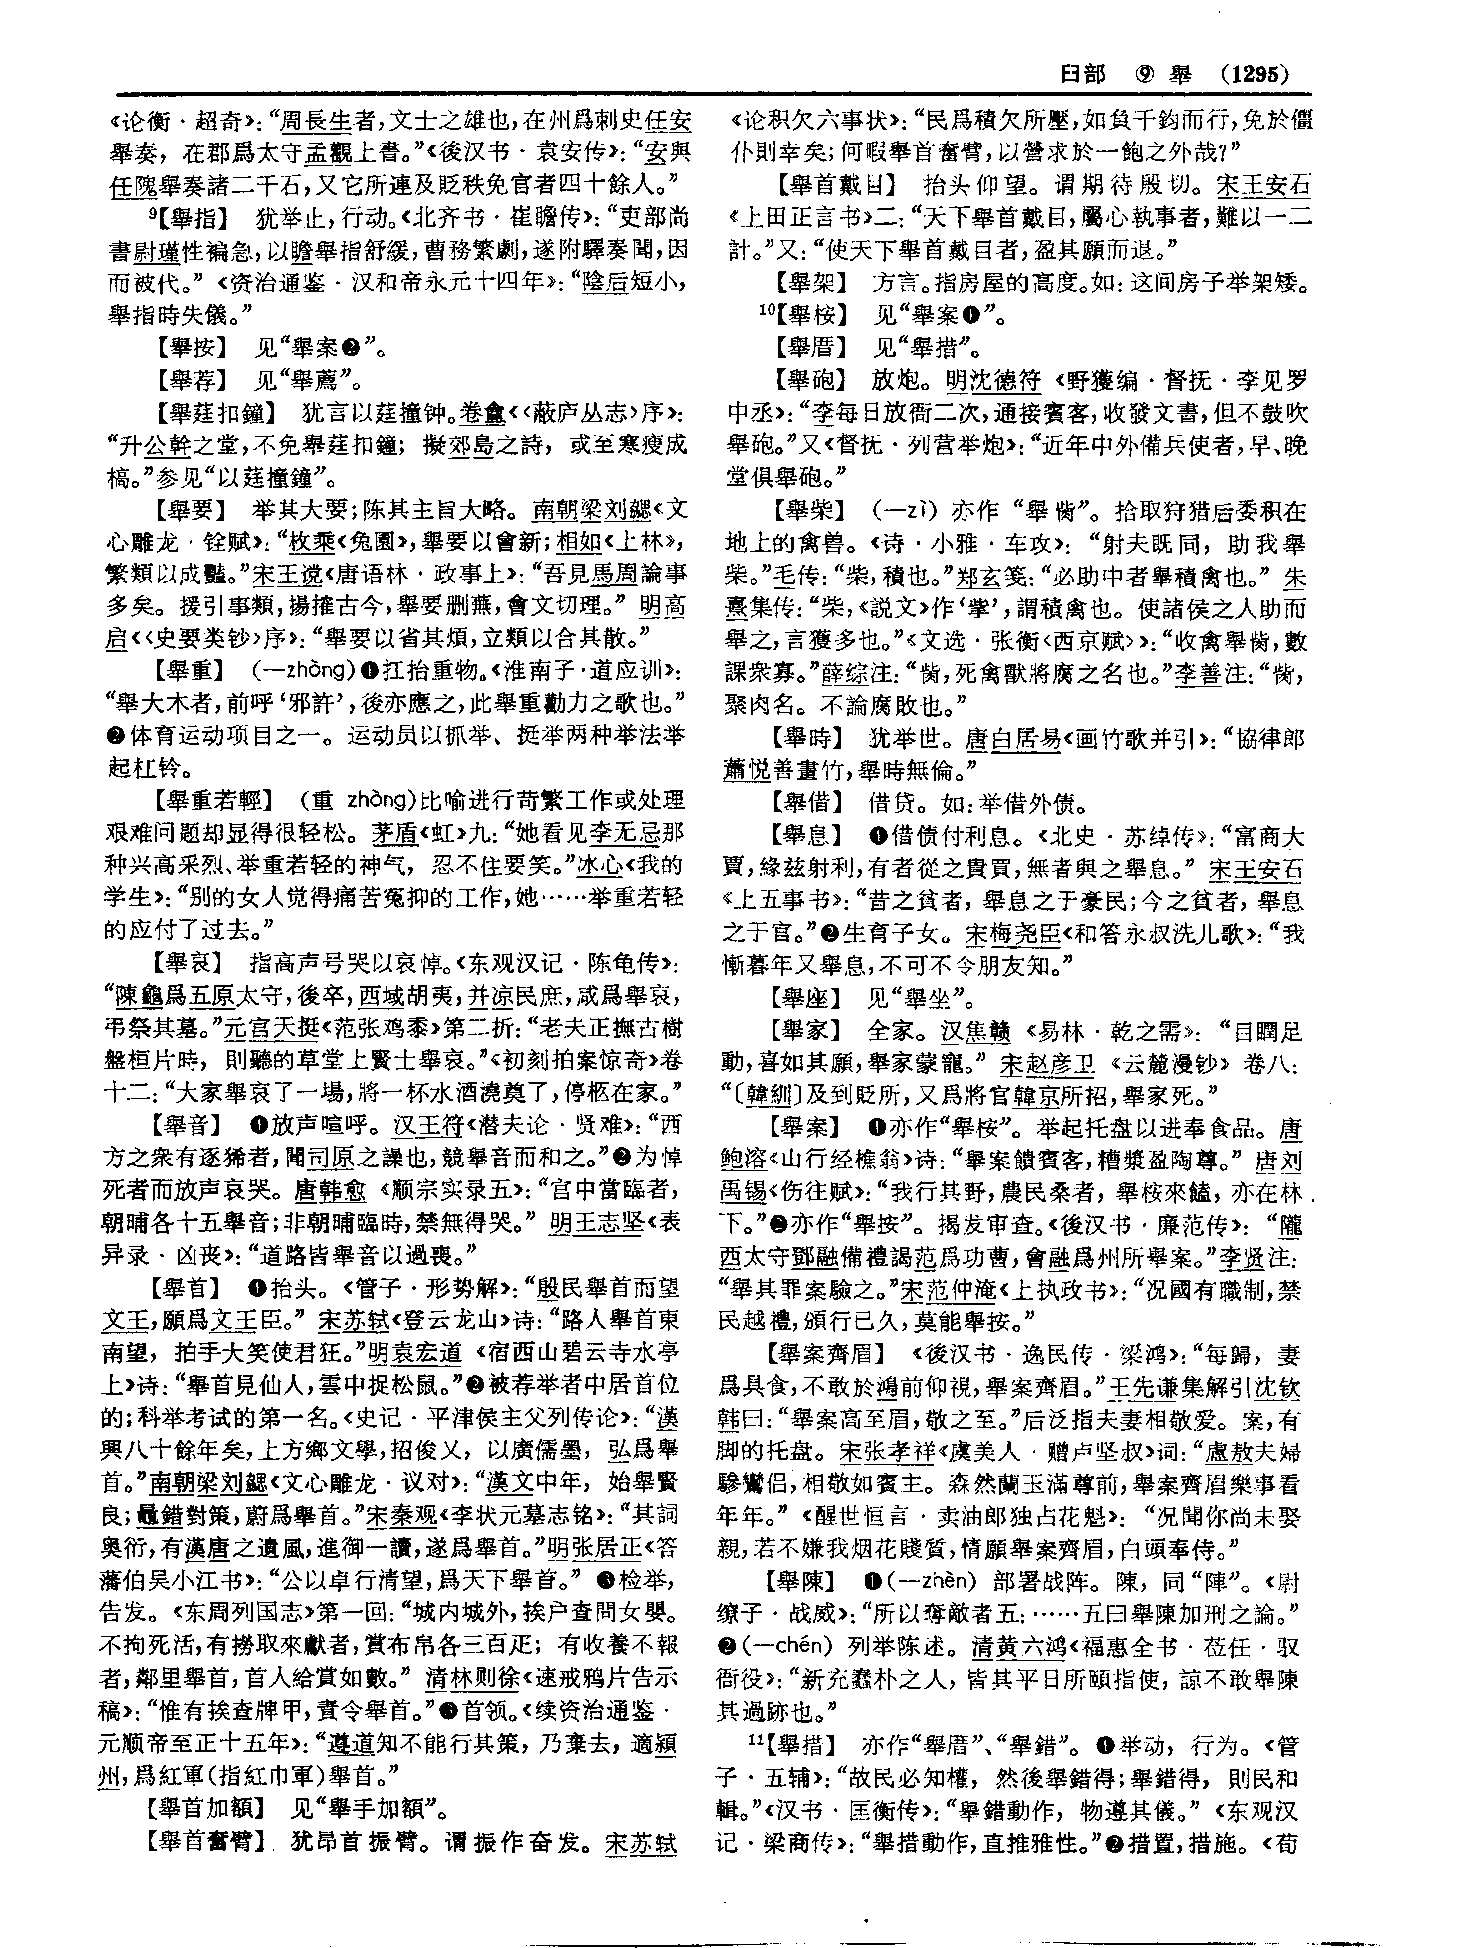 臼部　⑨　舉　(1295)
《论衡·超奇》：“周長生者，文士之雄也，在州爲刺史任安
舉奏，在郡爲太守孟觀上書。”《後汉书·袁安传》：“安與
任隗舉奏諸二千石，又它所連及貶秩免官者四十餘人。”
⁹【舉指】　犹举止，行动。《北齐书·崔瞻传》：“吏部尚
書尉瑾性褊急，以瞻舉指舒緩，曹務繁劇，遂附驛奏聞，因
而被代。”《资治通鉴·汉和帝永元十四年》：“陰后短小，
舉指時失儀。”
【舉按】　见“舉案❷”。
【舉荐】　见“舉薦”。
【舉莛扣鐘】　犹言以莛撞钟。卷盦《〈蔽庐丛志〉序》：
“升公幹之堂，不免舉莛扣鐘；擬郊島之詩，或至寒瘦成
槁。”参见“以莛撞鐘”。
【舉要】　举其大要；陈其主旨大略。南朝梁刘勰《文
心雕龙·铨赋》：“枚乘《兔園》，舉要以會新；相如《上林》，
繁類以成豔。”宋王谠《唐语林·政事上》：“吾見馬周論事
多矣。援引事類，揚搉古今，舉要删蕪，會文切理。”明高
启《〈史要类钞〉序》：“舉要以省其煩，立類以合其散。”
【舉重】　(—zhòng)❶扛抬重物。《淮南子·道应训》：
“舉大木者，前呼‘邪許’，後亦應之，此舉重勸力之歌也。”
❷体育运动项目之一。运动员以抓举、挺举两种举法举
起杠铃。
【舉重若輕】　(重 zhòng)比喻进行苛繁工作或处理
艰难问题却显得很轻松。茅盾《虹》九：“她看见李无忌那
种兴高采烈、举重若轻的神气，忍不住要笑。”冰心《我的
学生》：“别的女人觉得痛苦冤抑的工作，她……举重若轻
的应付了过去。”
【舉哀】　指高声号哭以哀悼。《东观汉记·陈龟传》：
“陳龜爲五原太守，後卒，西域胡夷，并凉民庶，咸爲舉哀，
弔祭其墓。”元宫天挺《范张鸡黍》第二折：“老夫正撫古樹
盤桓片時，則聽的草堂上賢士舉哀。”《初刻拍案惊奇》卷
十二：“大家舉哀了一場，將一杯水酒澆奠了，停柩在家。”
【舉音】　❶放声喧呼。汉王符《潜夫论·贤难》：“西
方之衆有逐狶者，聞司原之譟也，競舉音而和之。”❷为悼
死者而放声哀哭。唐韩愈《顺宗实录五》：“宫中當臨者，
朝晡各十五舉音；非朝晡臨時，禁無得哭。”明王志坚《表
异录·凶丧》：“道路皆舉音以過喪。”
【舉首】　❶抬头。《管子·形势解》：“殷民舉首而望
文王，願爲文王臣。”宋苏轼《登云龙山》诗：“路人舉首東
南望，拍手大笑使君狂。”明袁宏道《宿西山碧云寺水亭
上》诗：“舉首見仙人，雲中捉松鼠。”❷被荐举者中居首位
的；科举考试的第一名。《史记·平津侯主父列传论》：“漢
興八十餘年矣，上方鄉文學，招俊乂，以廣儒墨，弘爲舉
首。”南朝梁刘勰《文心雕龙·议对》：“漢文中年，始舉賢
良；鼂錯對策，蔚爲舉首。”宋秦观《李状元墓志铭》：“其詞
奥衍，有漢唐之遺風，進御一讀，遂爲舉首。”明张居正《答
藩伯吴小江书》：“公以卓行清望，爲天下舉首。”❸检举，
告发。《东周列国志》第一回：“城内城外，挨户查問女嬰。
不拘死活，有撈取來獻者，賞布帛各三百疋；有收養不報
者，鄰里舉首，首人給賞如數。”清林则徐《速戒鸦片告示
稿》：“惟有挨查牌甲，責令舉首。”❹首领。《续资治通鉴·
元顺帝至正十五年》：“遵道知不能行其策，乃棄去，適潁
州，爲紅軍(指紅巾軍)舉首。”
【舉首加額】　见“舉手加額”。
【舉首奮臂】　犹昂首振臂。谓振作奋发。宋苏轼
《论积欠六事状》：“民爲積欠所壓，如負千鈞而行，免於僵
仆則幸矣；何暇舉首奮臂，以營求於一飽之外哉？”
【舉首戴目】　抬头仰望。谓期待殷切。宋王安石
《上田正言书》二：“天下舉首戴目，屬心執事者，難以一二
計。”又：“使天下舉首戴目者，盈其願而退。”
【舉架】　方言。指房屋的高度。如：这间房子举架矮。
¹⁰【舉桉】　见“舉案❶”。
【舉厝】　见“舉措”。
【舉砲】　放炮。明沈德符《野獲编·督抚·李见罗
中丞》：“李每日放衙二次，通接賓客，收發文書，但不鼓吹
舉砲。”又《督抚·列营举炮》：“近年中外備兵使者，早、晚
堂俱舉砲。”
【舉柴】　(—zì) 亦作“舉㧘”。拾取狩猎后委积在
地上的禽兽。《诗·小雅·车攻》：“射夫既同，助我舉
柴。”毛传：“柴，積也。”郑玄笺：“必助中者舉積禽也。”朱
熹集传：“柴，《説文》作‘㧘’，謂積禽也。使諸侯之人助而
舉之，言獲多也。”《文选·张衡〈西京赋〉》：“收禽舉胔，數
課衆寡。”薛综注：“胔，死禽獸將腐之名也。”李善注：“胔，
聚肉名。不論腐敗也。”
【舉時】　犹举世。唐白居易《画竹歌并引》：“協律郎
蕭悦善畫竹，舉時無倫。”
【舉借】　借贷。如：举借外债。
【舉息】　❶借债付利息。《北史·苏绰传》：“富商大
賈，緣兹射利，有者從之貴買，無者與之舉息。”宋王安石
《上五事书》：“昔之貧者，舉息之于豪民；今之貧者，舉息
之于官。”❷生育子女。宋梅尧臣《和答永叔洗儿歌》：“我
慚暮年又舉息，不可不令朋友知。”
【舉座】　见“舉坐”。
【舉家】　全家。汉焦赣《易林·乾之需》：“目瞤足
動，喜如其願，舉家蒙寵。”宋赵彦卫《云麓漫钞》卷八：
“〔韓紃〕及到貶所，又爲將官韓京所招，舉家死。”
【舉案】　❶亦作“舉桉”。举起托盘以进奉食品。唐
鲍溶《山行经樵翁》诗：“舉案饋賓客，糟漿盈陶尊。”唐刘
禹锡《伤往赋》：“我行其野，農民桑者，舉桉來饁，亦在林
下。”❷亦作“舉按”。揭发审查。《後汉书·廉范传》：“隴
西太守鄧融備禮謁范爲功曹，會融爲州所舉案。”李贤注：
“舉其罪案驗之。”宋范仲淹《上执政书》：“况國有職制，禁
民越禮，頒行已久，莫能舉按。”
【舉案齊眉】　《後汉书·逸民传·梁鸿》：“每歸，妻
爲具食，不敢於鴻前仰視，舉案齊眉。”王先谦集解引沈钦
韩曰：“舉案高至眉，敬之至。”后泛指夫妻相敬爱。案，有
脚的托盘。宋张孝祥《虞美人·赠卢坚叔》词：“盧敖夫婦
驂鸞侣，相敬如賓主。森然蘭玉滿尊前，舉案齊眉樂事看
年年。”《醒世恒言·卖油郎独占花魁》：“况聞你尚未娶
親，若不嫌我烟花賤質，情願舉案齊眉，白頭奉侍。”
【舉陳】　❶(—zhèn) 部署战阵。陳，同“陣”。《尉
缭子·战威》：“所以奪敵者五：……五曰舉陳加刑之論。”
❷(—chén) 列举陈述。清黄六鸿《福惠全书·莅任·驭
衙役》：“新充蠢朴之人，皆其平日所頤指使，諒不敢舉陳
其過跡也。”
¹¹【舉措】　亦作“舉厝”、“舉錯”。❶举动，行为。《管
子·五辅》：“故民必知權，然後舉錯得；舉錯得，則民和
輯。”《汉书·匡衡传》：“舉錯動作，物遵其儀。”《东观汉
记·梁商传》：“舉措動作，直推雅性。”❷措置，措施。《荀